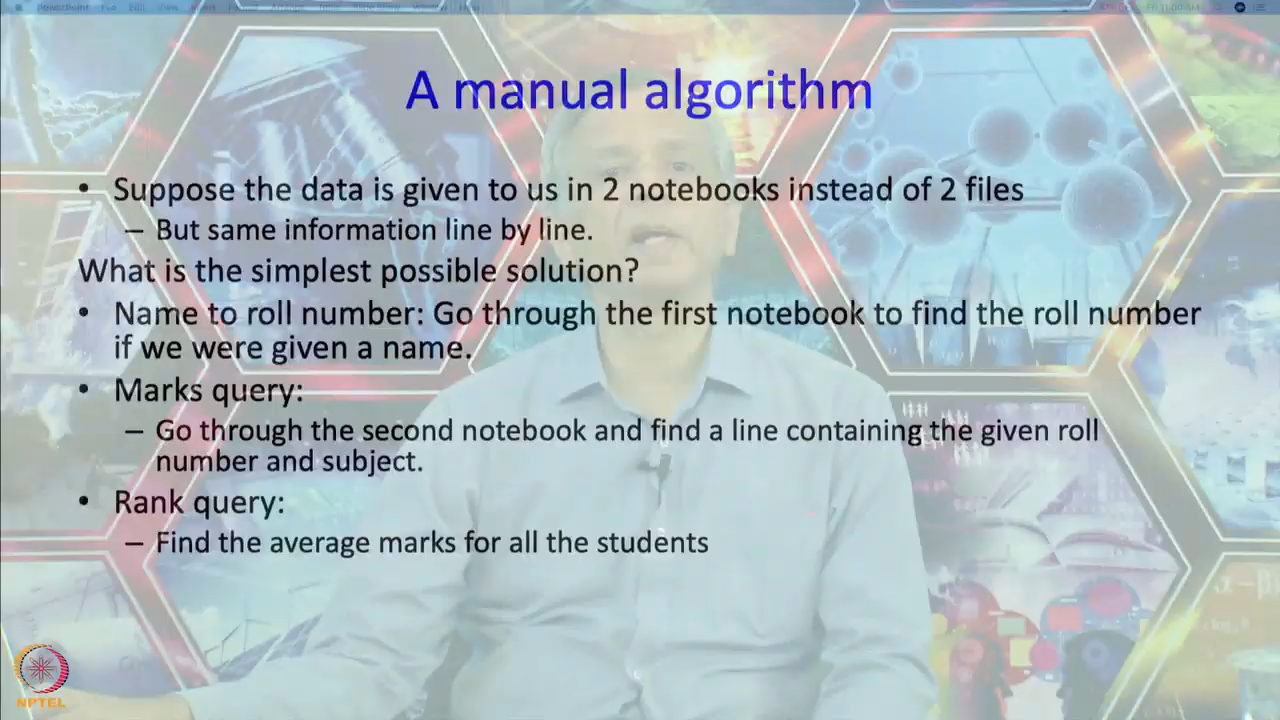 A manual algorithm
• Suppose the data is given to us in 2 notebooks instead of 2 files
– But same information line by line.
What is the simplest possible solution?
• Name to roll number: Go through the first notebook to find the roll number
if we were given a name.
• Marks query:
– Go through the second notebook and find a line containing the given roll
number and subject.
• Rank query:
– Find the average marks for all the students
NPTEL